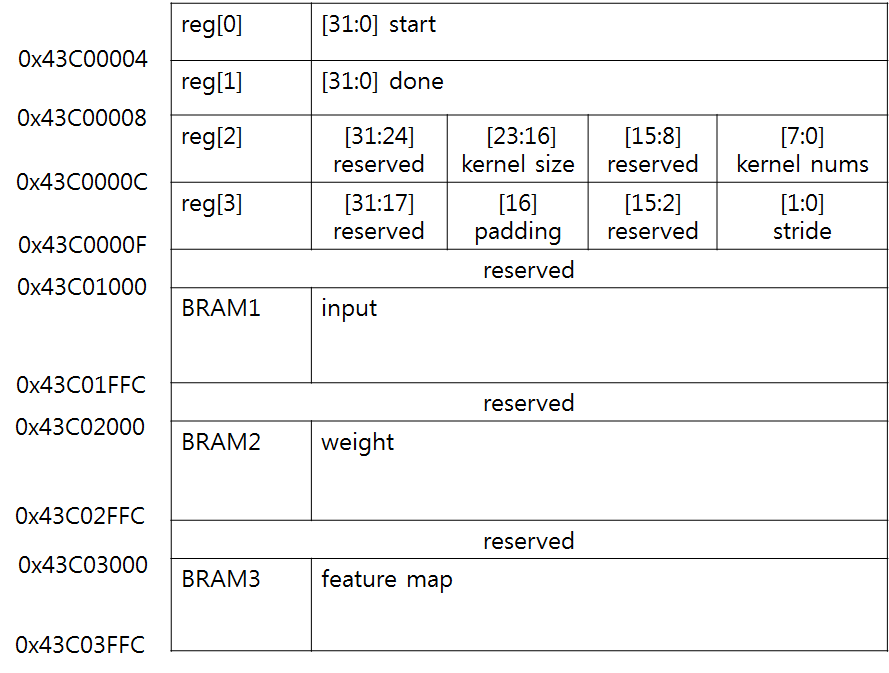 reg[0] [31:0] start
0x43C00004
reg[1] [31:0] done
0x43C00008
reg[2] [31:24] [23:16] [15:8] [7:0]
reserved kernel size reserved kernel nums
0x43C0000C
reg[3] [31:17] [16] [15:2] [1:0]
reserved padding reserved stride
0x43C0000F
reserved
0x43C01000
BRAM1 input
0x43C01FFC
reserved
0x43C02000
BRAM2 weight
0x43C02FFC
reserved
0x43C03000
BRAM3 feature map
0x43C03FFC